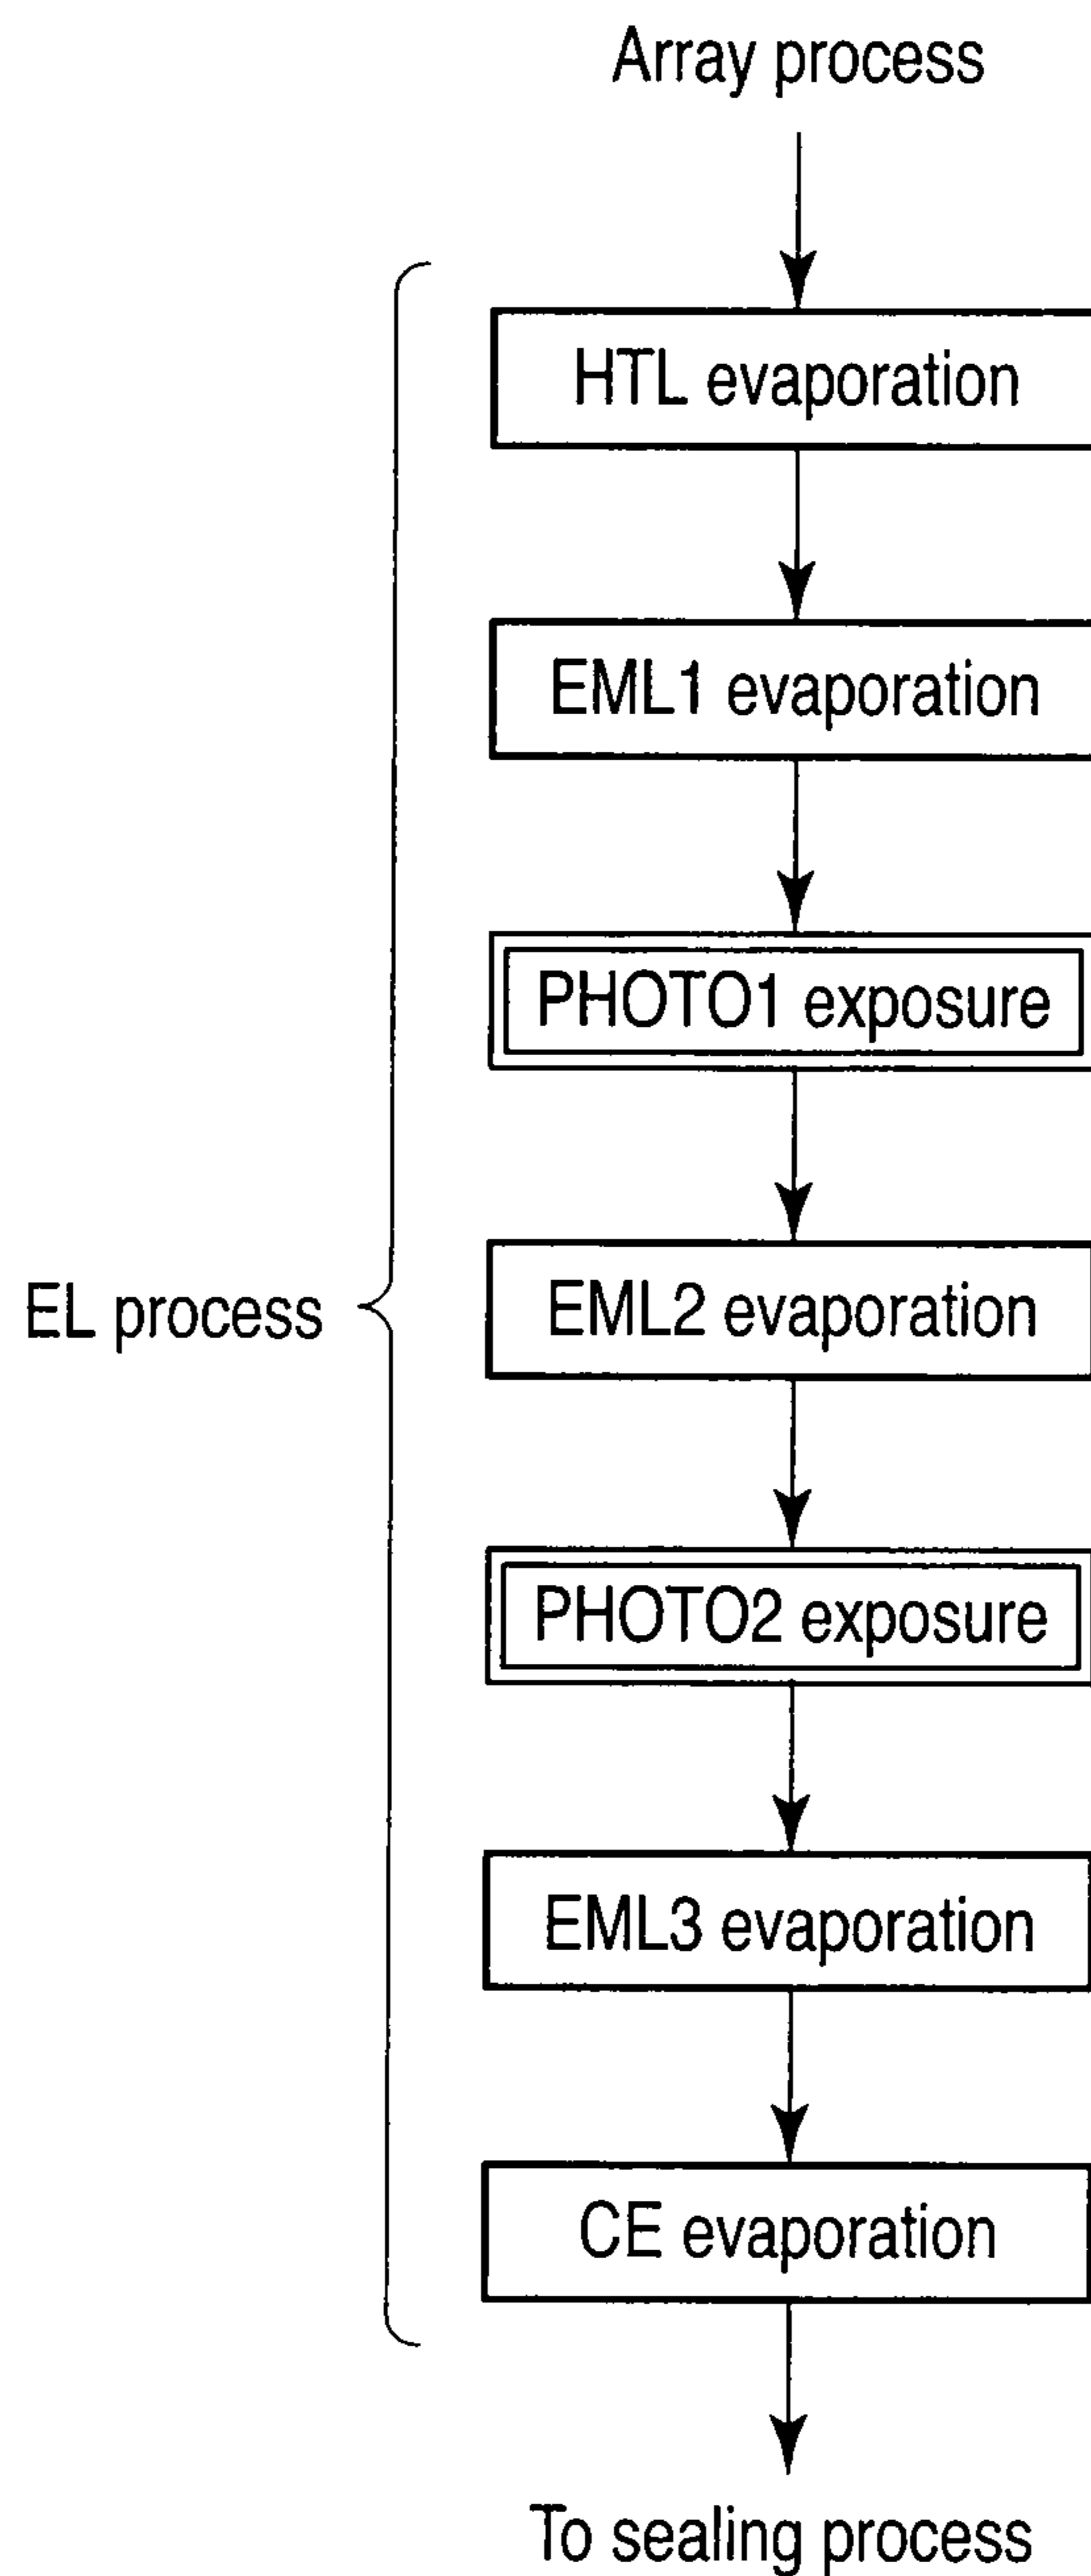 Array process
HTL evaporation
EML1 evaporation
PHOTO1 exposure
EL process
EML2 evaporation
PHOTO2 exposure
EML3 evaporation
CE evaporation
To sealing process